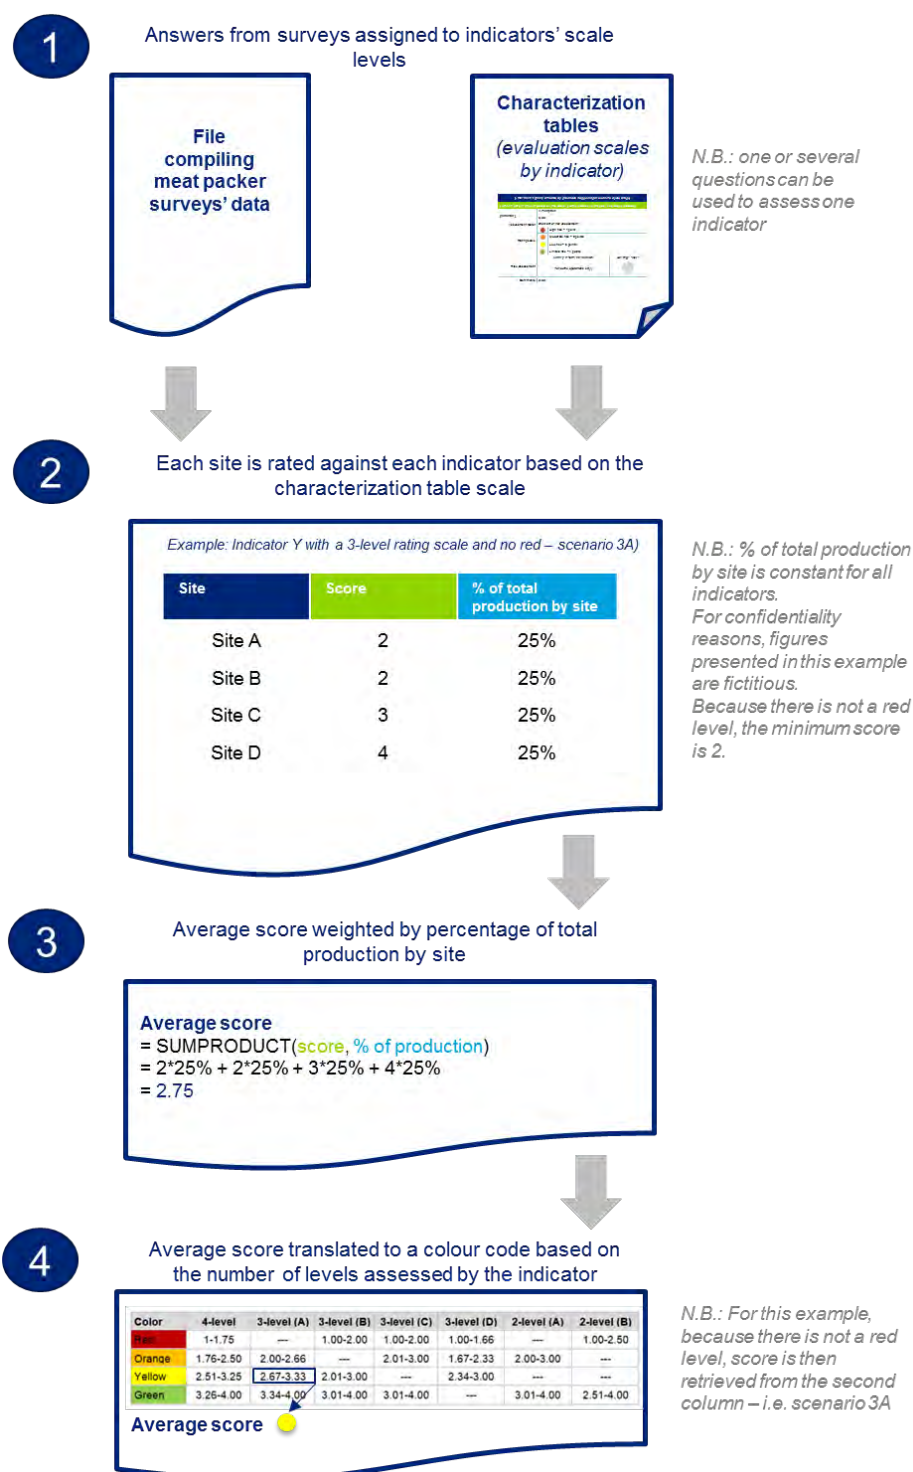 1
Answers from surveys assigned to indicators' scale
levels
File
compiling
meat packer
surveys' data
Characterization
tables
(evaluation scales
by indicator)
N.B.: one or several
questions can be
used to assess one
indicator
2
Each site is rated against each indicator based on the
characterization table scale
Example: Indicator Y with a 3-level rating scale and no red – scenario 3A)
Site Score % of total
production by site
Site A 2 25%
Site B 2 25%
Site C 3 25%
Site D 4 25%
N.B.: % of total production
by site is constant for all
indicators.
For confidentiality
reasons, figures
presented in this example
are fictitious.
Because there is not a red
level, the minimum score
is 2.
3
Average score weighted by percentage of total
production by site
Average score
= SUMPRODUCT(score, % of production)
= 2*25% + 2*25% + 3*25% + 4*25%
= 2.75
4
Average score translated to a colour code based on
the number of levels assessed by the indicator
Color 4-level 3-level (A) 3-level (B) 3-level (C) 3-level (D) 2-level (A) 2-level (B)
Red 1-1.75 --- 1.00-2.00 1.00-2.00 1.00-1.66 --- 1.00-2.50
Orange 1.76-2.50 2.00-2.66 --- 2.01-3.00 1.67-2.33 2.00-3.00 ---
Yellow 2.51-3.25 2.67-3.33 2.01-3.00 --- 2.34-3.00 --- ---
Green 3.26-4.00 3.34-4.00 3.01-4.00 3.01-4.00 --- 3.01-4.00 2.51-4.00
Average score
N.B.: For this example,
because there is not a red
level, score is then
retrieved from the second
column – i.e. scenario 3A